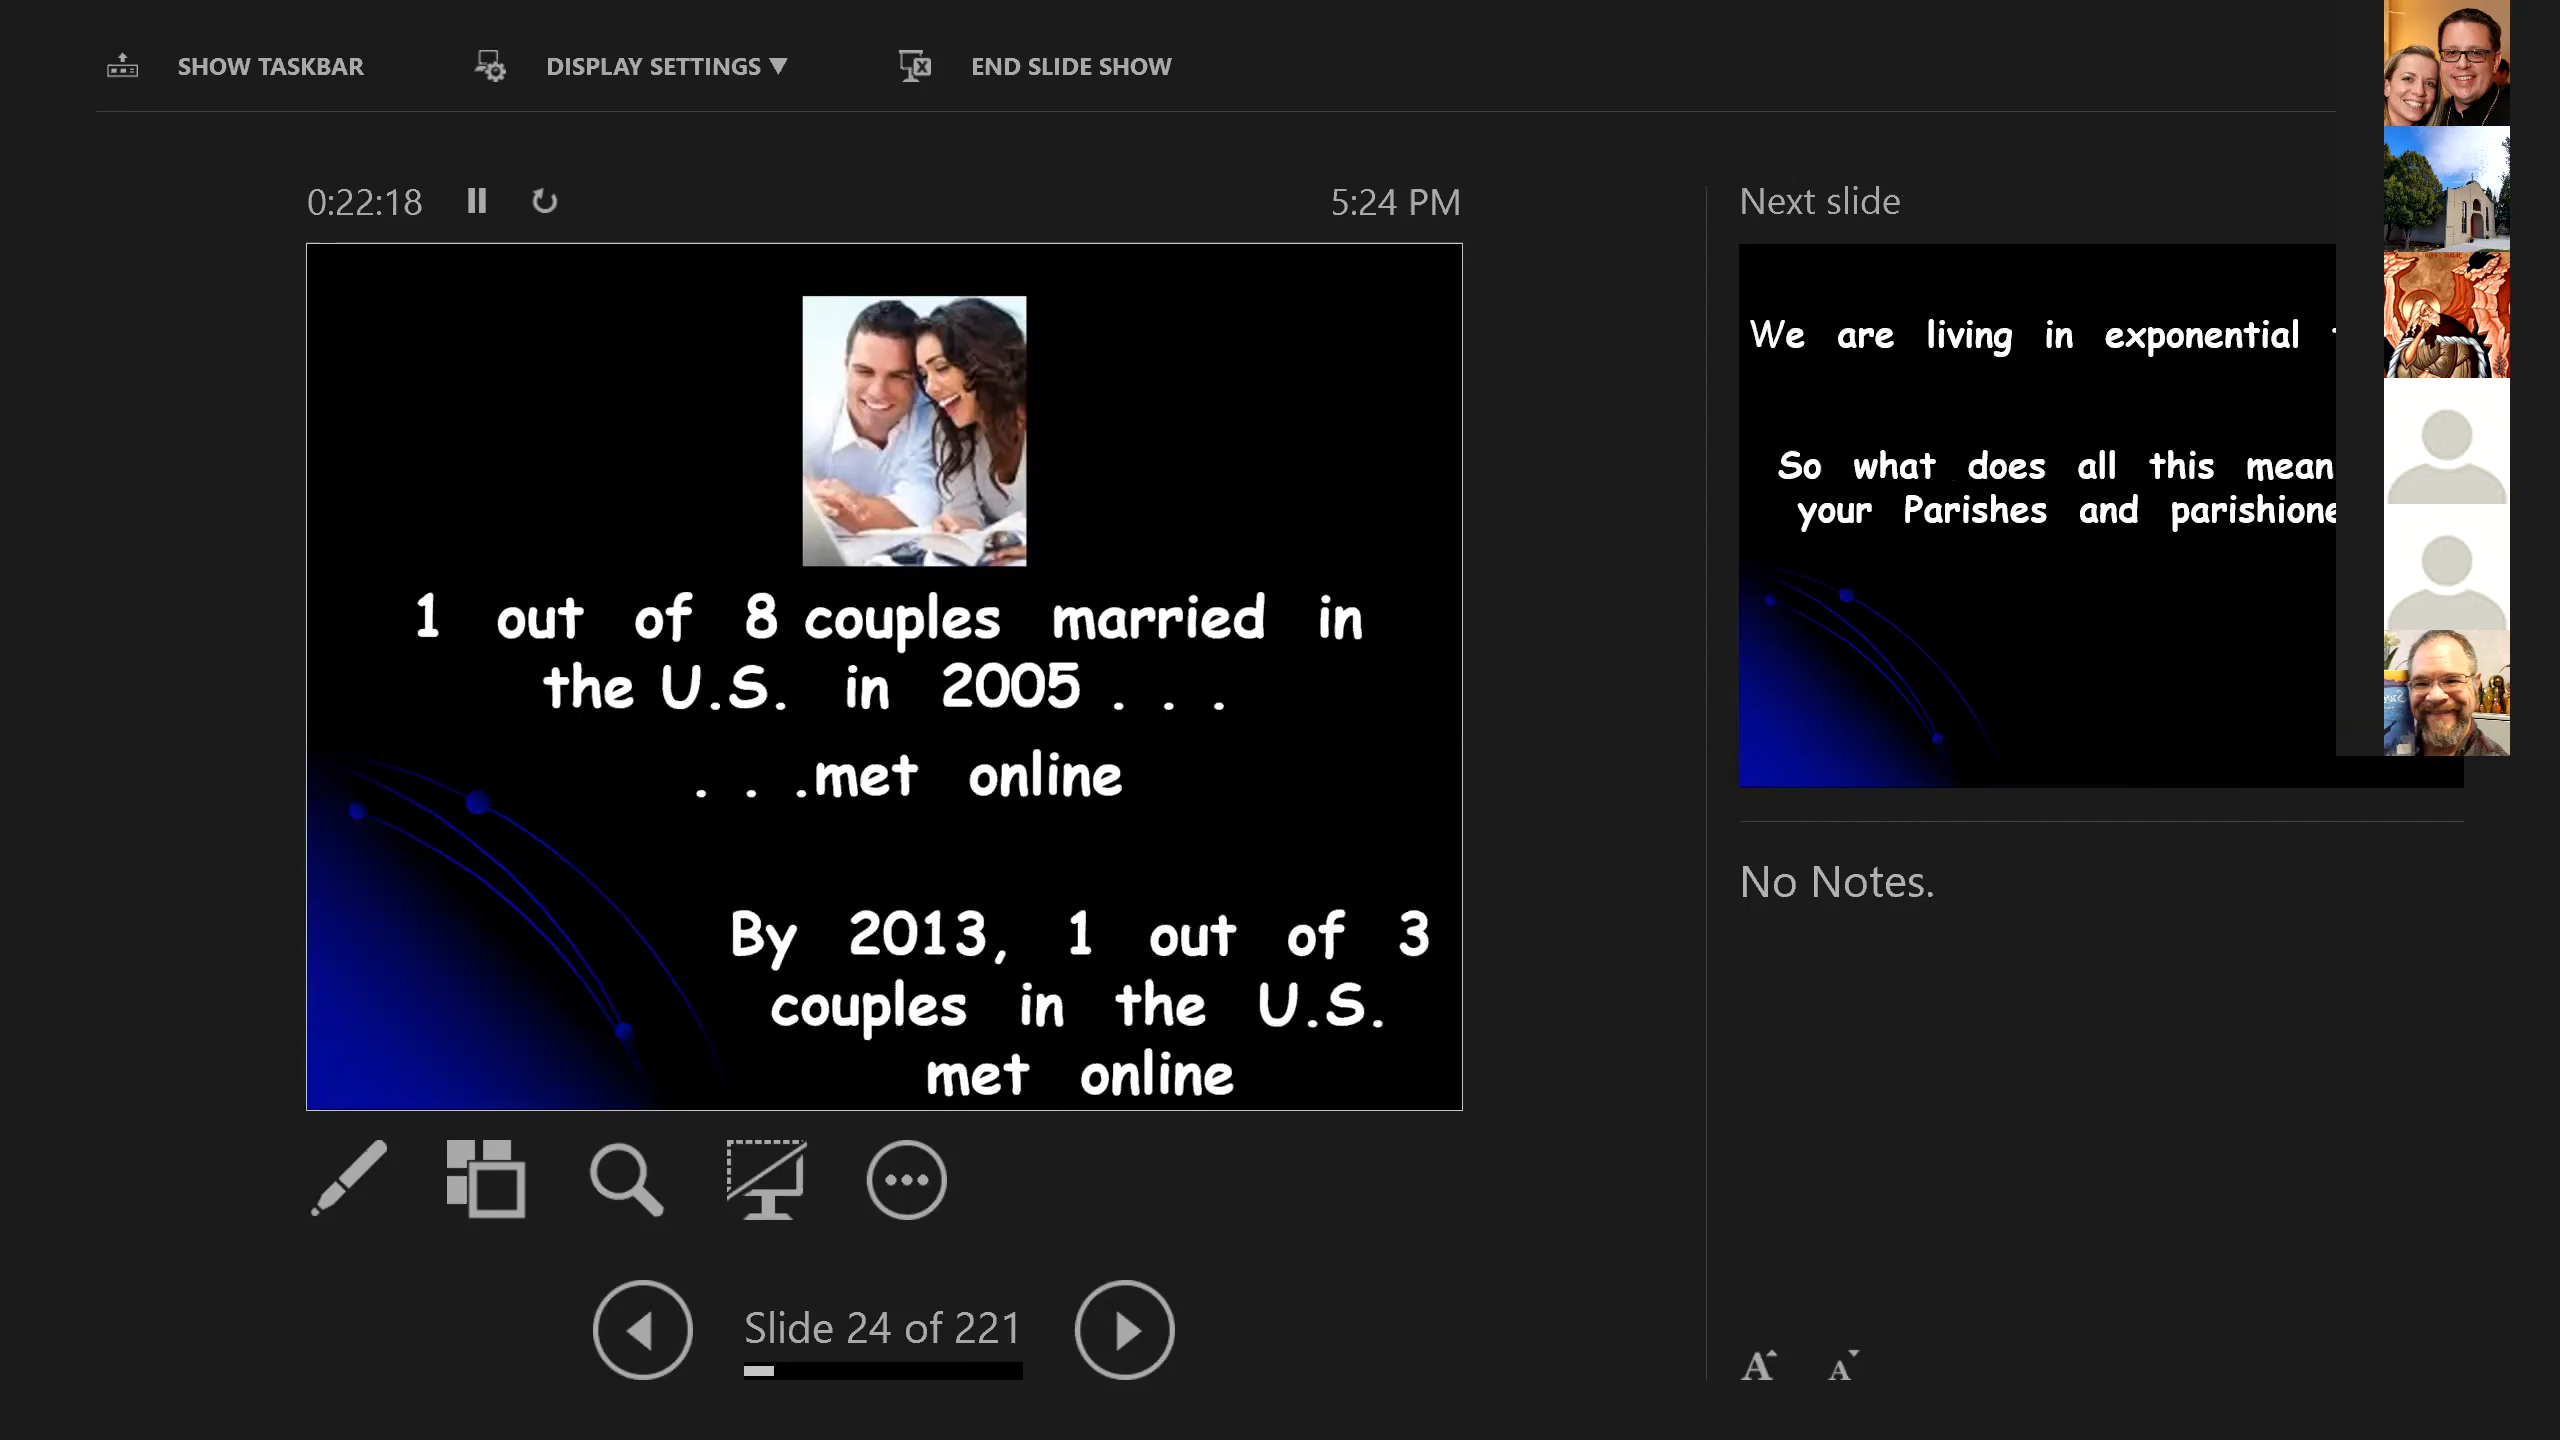 SHOW TASKBAR
DISPLAY SETTINGS ▼
END SLIDE SHOW
0:22:18
5:24 PM
1 out of 8 couples married in
the U.S. in 2005 . . .
. . .met online
By 2013, 1 out of 3
couples in the U.S.
met online
Slide 24 of 221
Next slide
We are living in exponential
So what does all this mean
your Parishes and
No Notes.